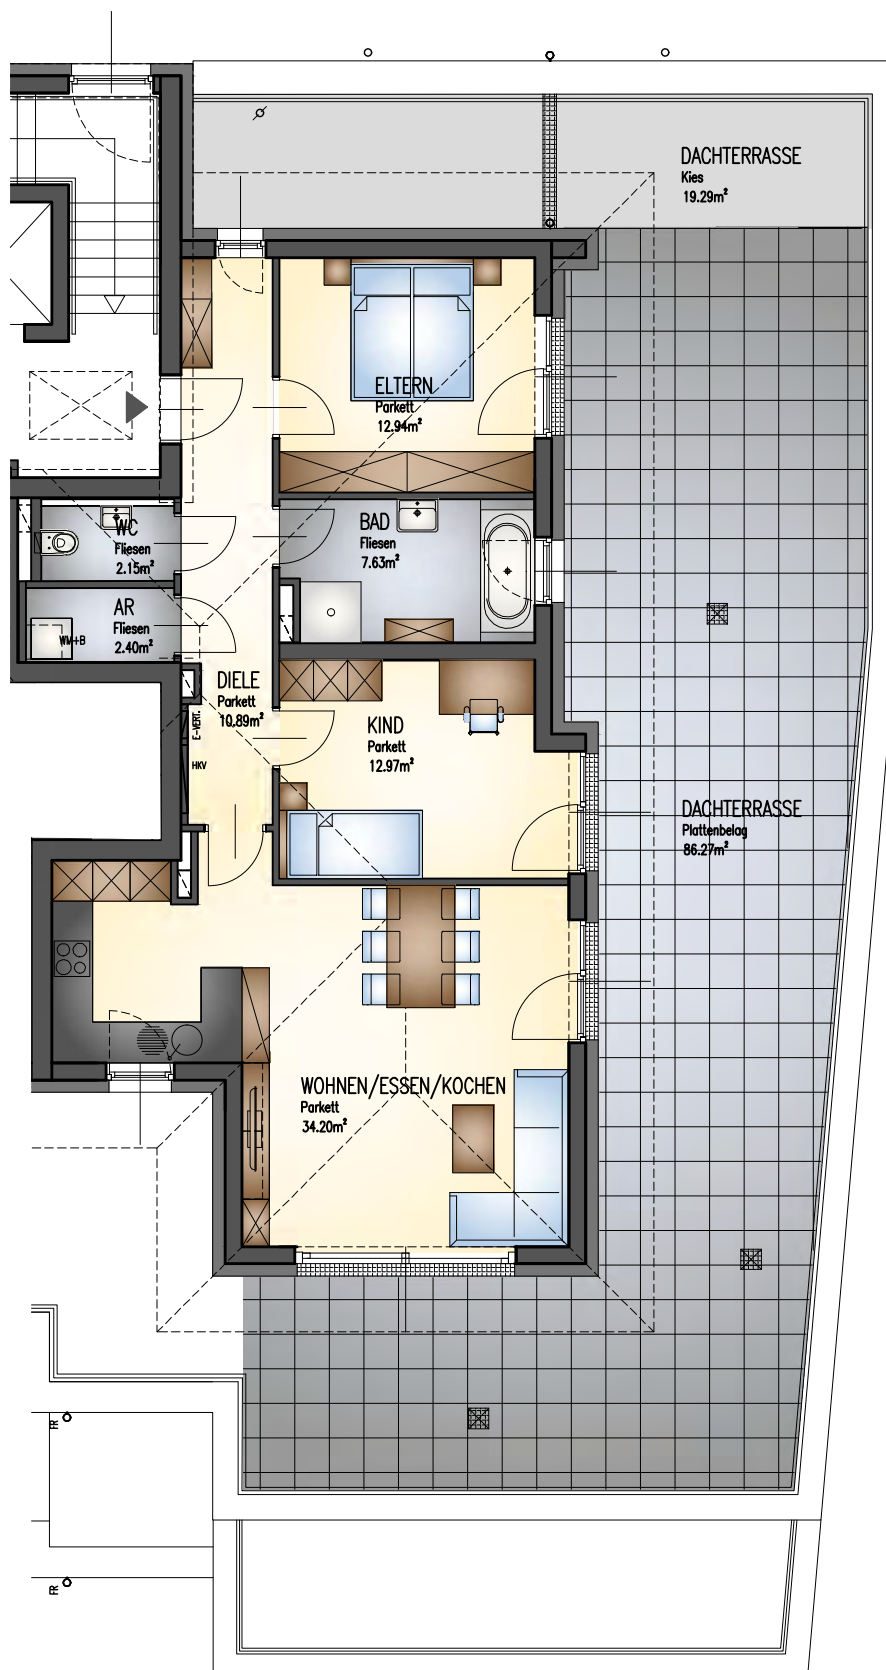 DACHTERRASSE
Kies
19.29m²
ELTERN
Parkett
12.94m²
WC
Fliesen
2.15m²
BAD
Fliesen
7.63m²
AR
Fliesen
2.40m²
WM+B
DIELE
Parkett
10.89m²
E-VERT.
HKV
KIND
Parkett
12.97m²
DACHTERRASSE
Plattenbelag
86.27m²
WOHNEN/ESSEN/KOCHEN
Parkett
34.20m²
FR
FR